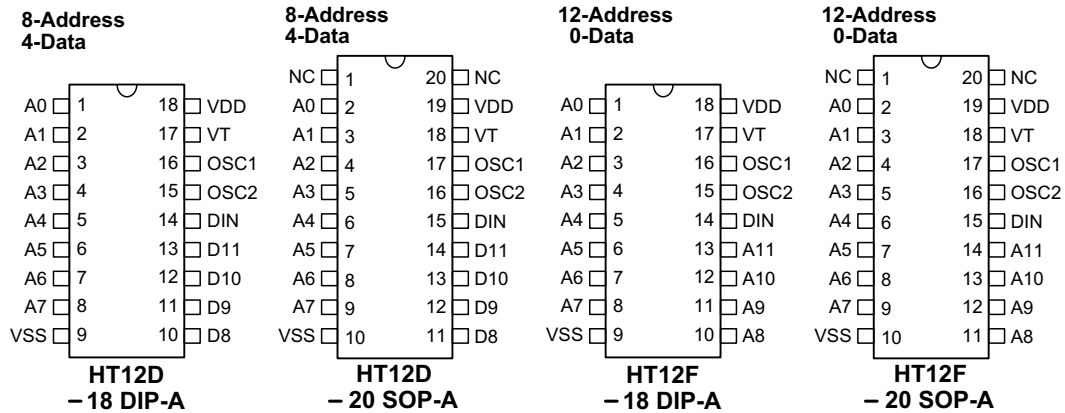 8-Address
4-Data
NC 1 20 NC
A0 1 18 VDD
A1 2 17 VT
A2 3 16 OSC1
A3 4 15 OSC2
A4 5 14 DIN
A5 6 13 D11
A6 7 12 D10
A7 8 11 D9
VSS 9 10 D8
HT12D
– 18 DIP-A
8-Address
4-Data
A0 2 19 VDD
A1 3 18 VT
A2 4 17 OSC1
A3 5 16 OSC2
A4 6 15 DIN
A5 7 14 D11
A6 8 13 D10
A7 9 12 D9
VSS 10 11 D8
HT12D
– 20 SOP-A
12-Address
0-Data
A0 1 18 VDD
A1 2 17 VT
A2 3 16 OSC1
A3 4 15 OSC2
A4 5 14 DIN
A5 6 13 A11
A6 7 12 A10
A7 8 11 A9
VSS 9 10 A8
HT12F
– 18 DIP-A
12-Address
0-Data
NC 1 20 NC
A0 2 19 VDD
A1 3 18 VT
A2 4 17 OSC1
A3 5 16 OSC2
A4 6 15 DIN
A5 7 14 A11
A6 8 13 A10
A7 9 12 A9
VSS 10 11 A8
HT12F
– 20 SOP-A